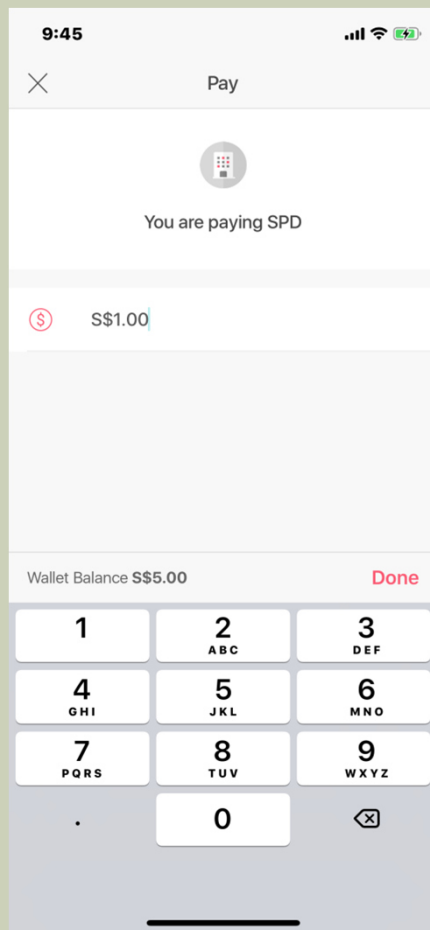 9:45
Pay
You are paying SPD
S$1.00
Wallet Balance S$5.00 Done
1 2 3
ABC DEF
4 5 6
GHI JKL MNO
7 8 9
PQRS TUV WXYZ
. 0